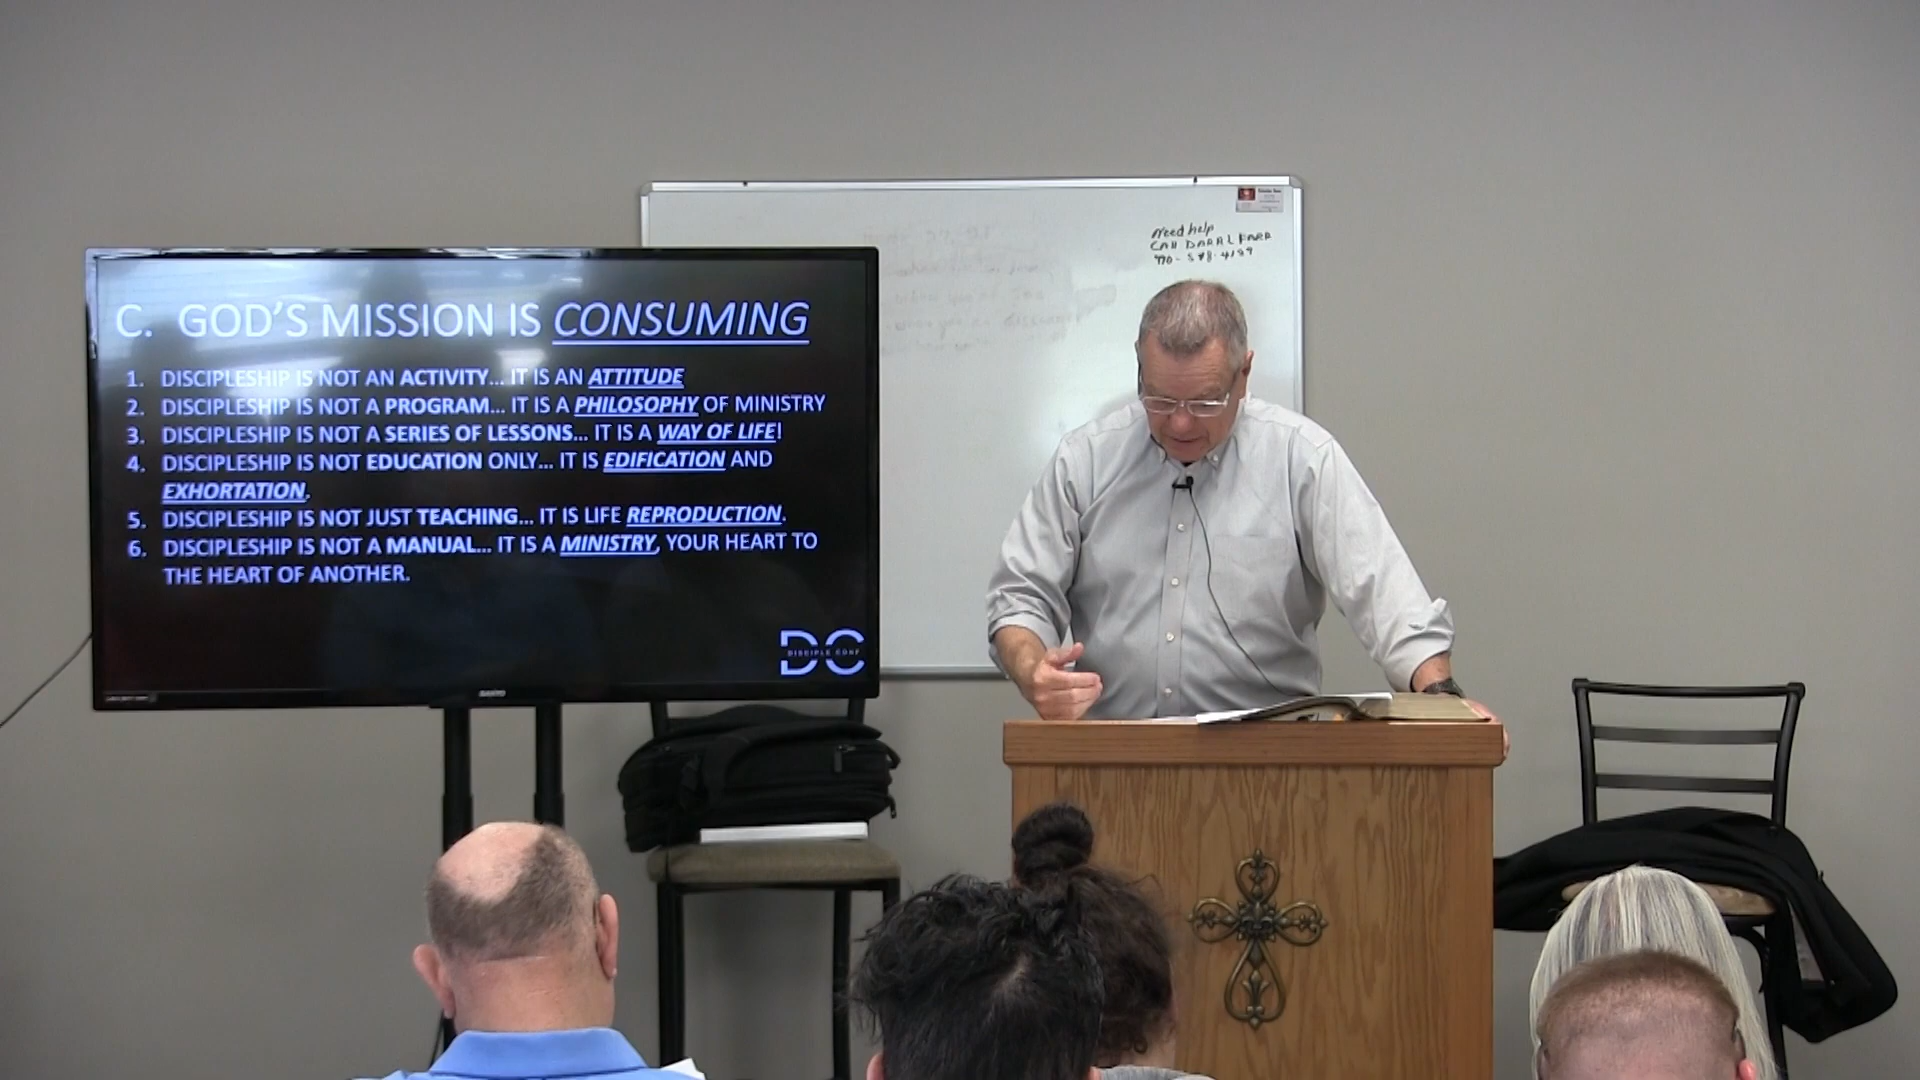 C. GOD'S MISSION IS CONSUMING
1. DISCIPLESHIP IS NOT AN ACTIVITY... IT IS AN ATTITUDE
2. DISCIPLESHIP IS NOT A PROGRAM... IT IS A PHILOSOPHY OF MINISTRY
3. DISCIPLESHIP IS NOT A SERIES OF LESSONS... IT IS A WAY OF LIFE!
4. DISCIPLESHIP IS NOT EDUCATION ONLY... IT IS EDIFICATION AND
EXHORTATION.
5. DISCIPLESHIP IS NOT JUST TEACHING... IT IS LIFE REPRODUCTION.
6. DISCIPLESHIP IS NOT A MANUAL... IT IS A MINISTRY, YOUR HEART TO
THE HEART OF ANOTHER.
DC
DISCIPLE CONF
SANYO
Need help
CALL DARAL FARR